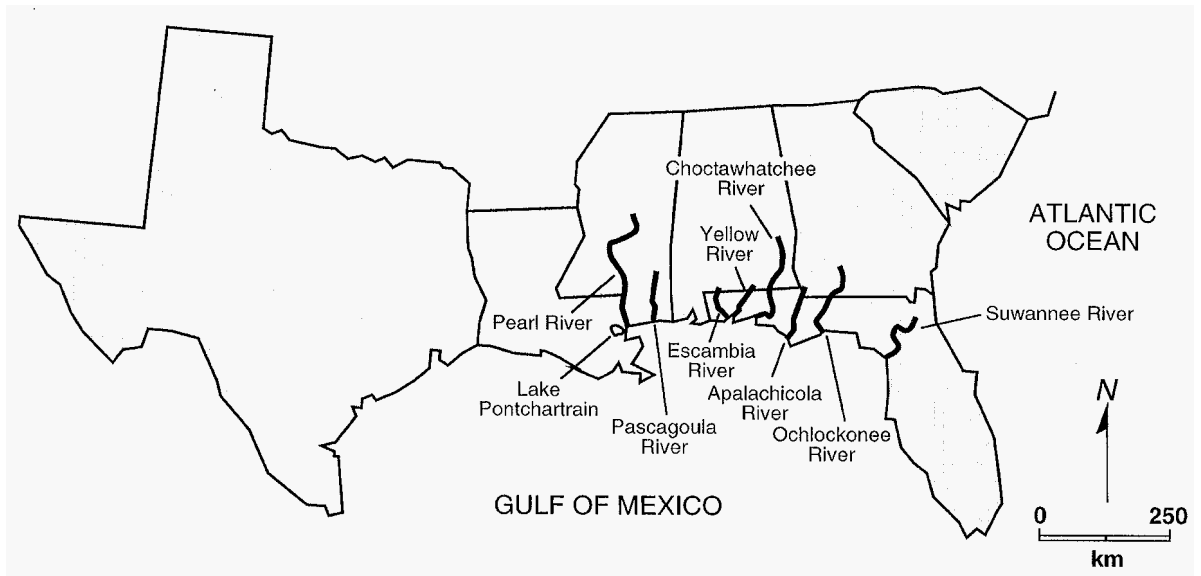 Choctawhatchee
River
ATLANTIC
OCEAN
Yellow
River
Pearl River
Suwannee River
Escambia
River
Lake
Pontchartrain
Apalachicola
River
Pascagoula
River
Ochlockonee
River
N
GULF OF MEXICO
0 250
km